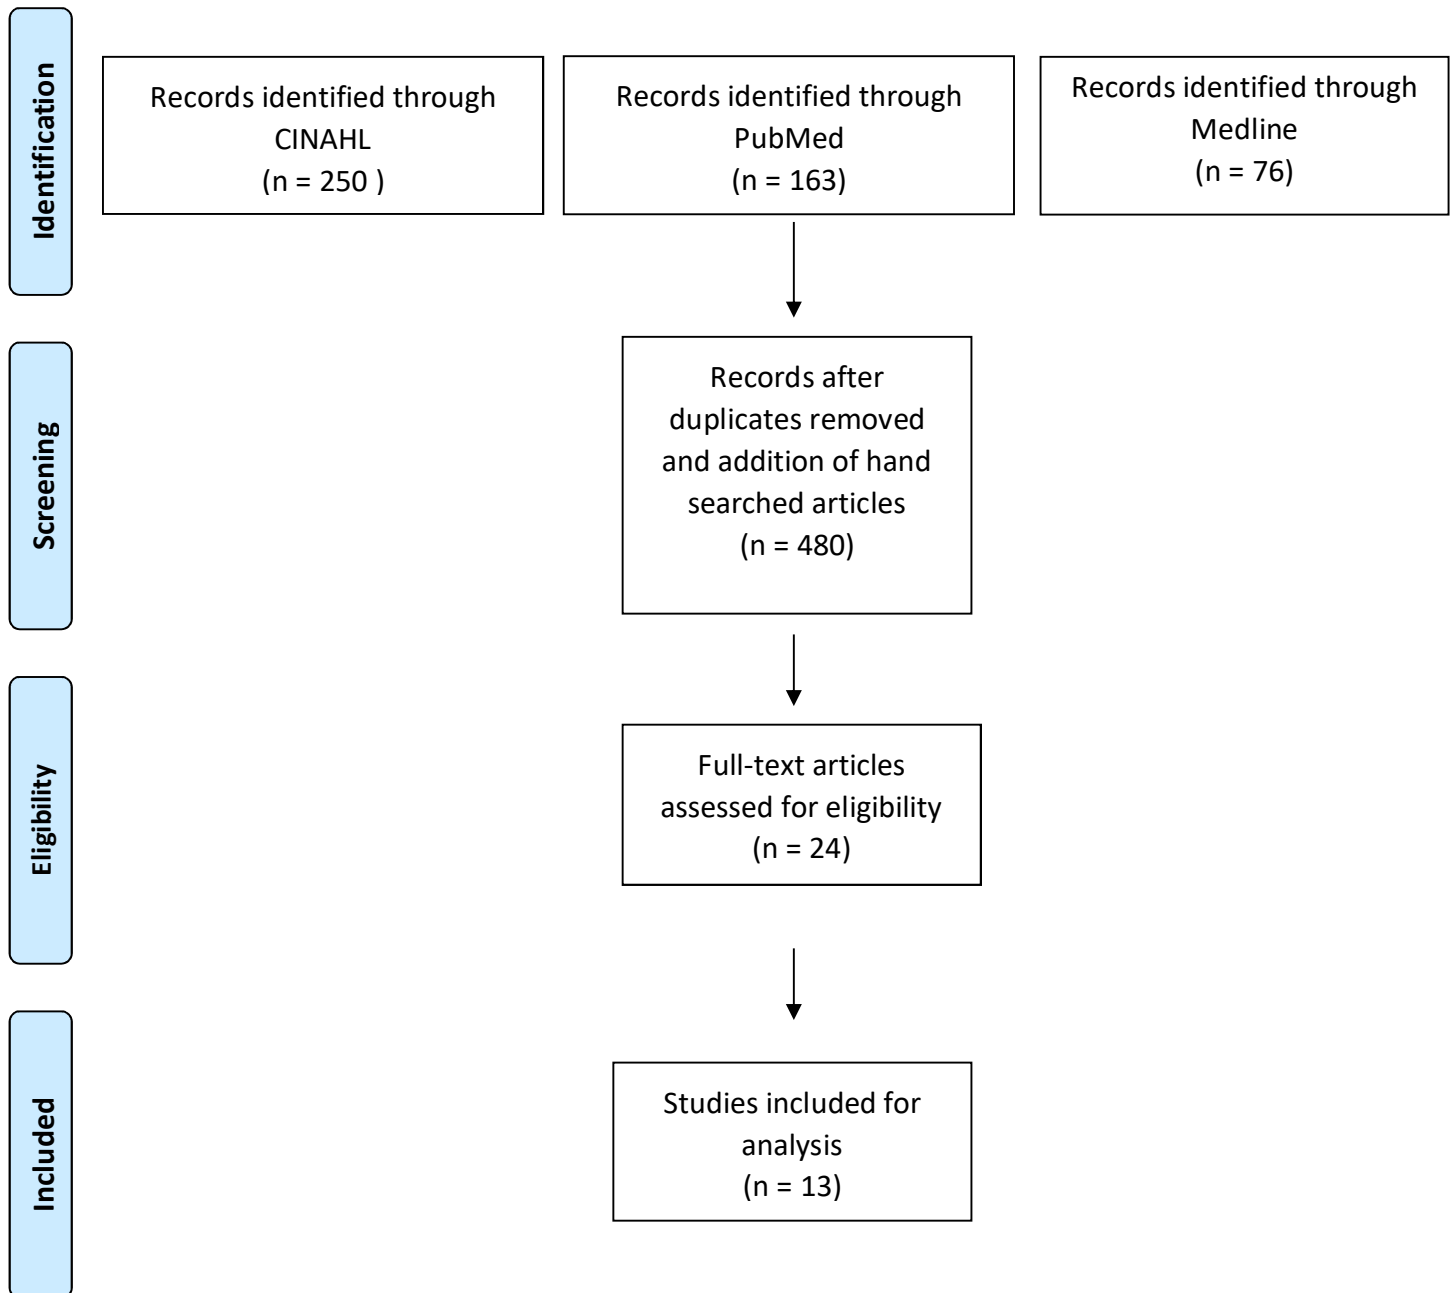 Identification
Records identified through
CINAHL
(n = 250 )
Records identified through
PubMed
(n = 163)
Records identified through
Medline
(n = 76)
Screening
Records after
duplicates removed
and addition of hand
searched articles
(n = 480)
Eligibility
Full-text articles
assessed for eligibility
(n = 24)
Included
Studies included for
analysis
(n = 13)